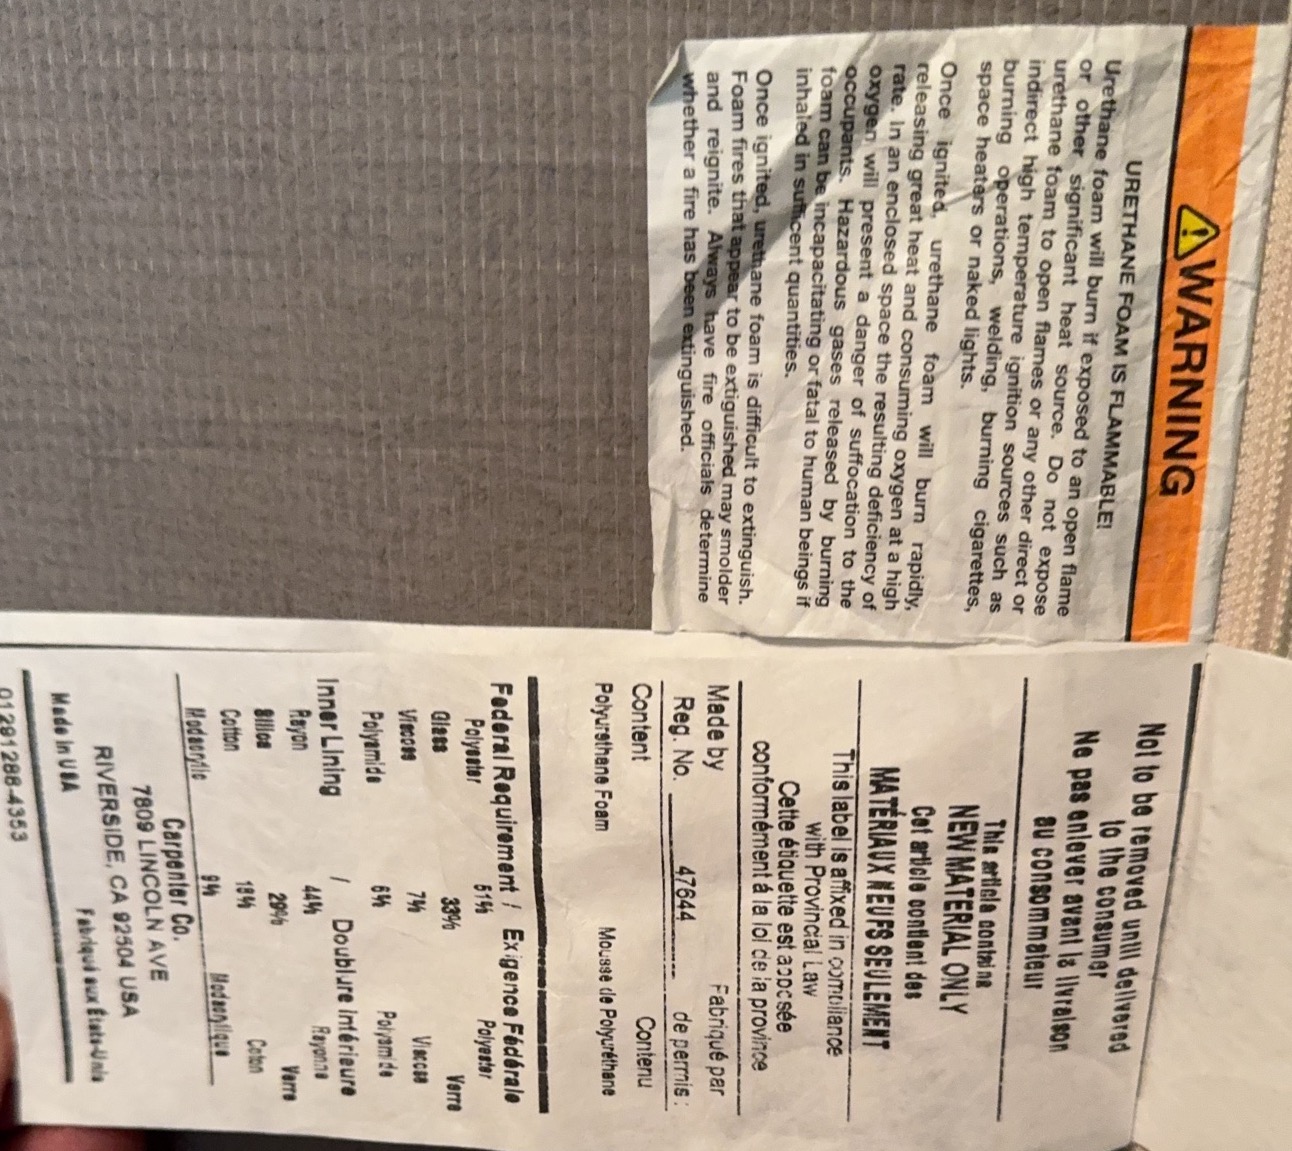 ⚠WARNING
URETHANE FOAM IS FLAMMABLE!
Urethane foam will burn if exposed to an open flame
or other significant heat source. Do not expose
urethane foam to open flames or any other direct or
indirect high temperature ignition sources such as
burning operations, welding, burning cigarettes,
space heaters or naked lights.
Once ignited, urethane foam will burn rapidly,
releasing great heat and consuming oxygen at a high
rate. In an enclosed space the resulting deficiency of
oxygen will present a danger of suffocation to the
occupants. Hazardous gases released by burning
foam can be incapacitating or fatal to human beings if
inhaled in sufficent quantities.
Once ignited, urethane foam is difficult to extinguish.
Foam fires that appear to be extiguished may smolder
and reignite. Always have fire officials determine
whether a fire has been extinguished.
Not to be removed until delivered
to the consumer
Ne pas enlever avant la livraison
au consommateur
This article contains
NEW MATERIAL ONLY
Cet article contient des
MATÉRIAUX NEUFS SEULEMENT
This label is affixed in compliance
with Provincial Law
Cette étiquette est apposée
conformément á la loi de la province
Made by Fabriqué par
Reg. No. 47644 de permis :
Content Contenu
Polyurethane Foam Mousse de Polyuréthane
Federal Requirement / Exigence Fédérale
Polyester 51% Polyester
Glass 33% Verre
Viscose 7% Viscose
Polyamide 6% Polyamide
Inner Lining / Doublure Intérieure
Rayon 44% Rayonne
Silica 29% Verre
Cotton 18% Coton
Modacrylic 9% Modacrylique
Carpenter Co.
7809 LINCOLN AVE
RIVERSIDE, CA 92504 USA
Made in USA Fabriqué aux États-Unis
01291288-4353